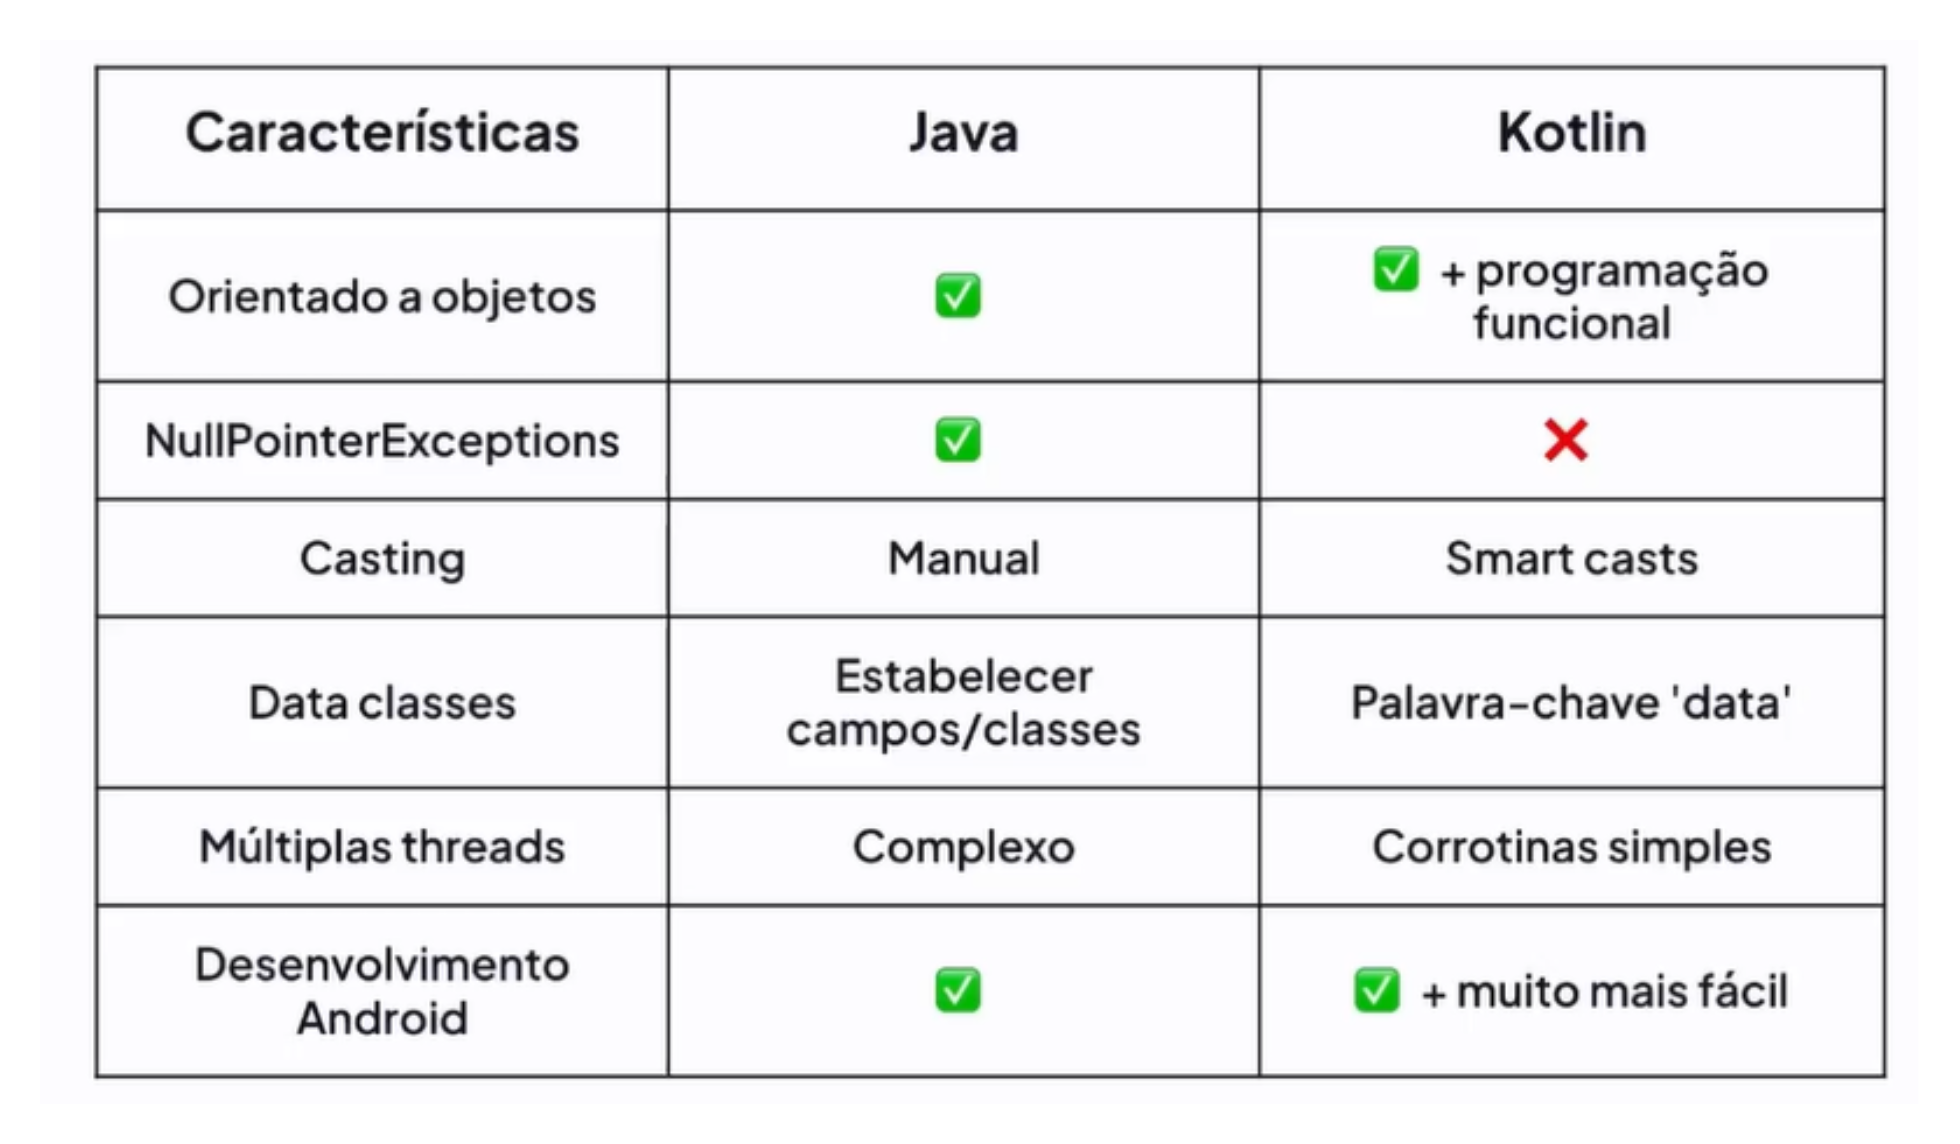 Características Java Kotlin
Orientado a objetos ✅ ✅ + programação
funcional
NullPointerExceptions ✅ ❌
Casting Manual Smart casts
Data classes Estabelecer
campos/classes Palavra-chave 'data'
Múltiplas threads Complexo Corrotinas simples
Desenvolvimento
Android ✅ ✅ + muito mais fácil